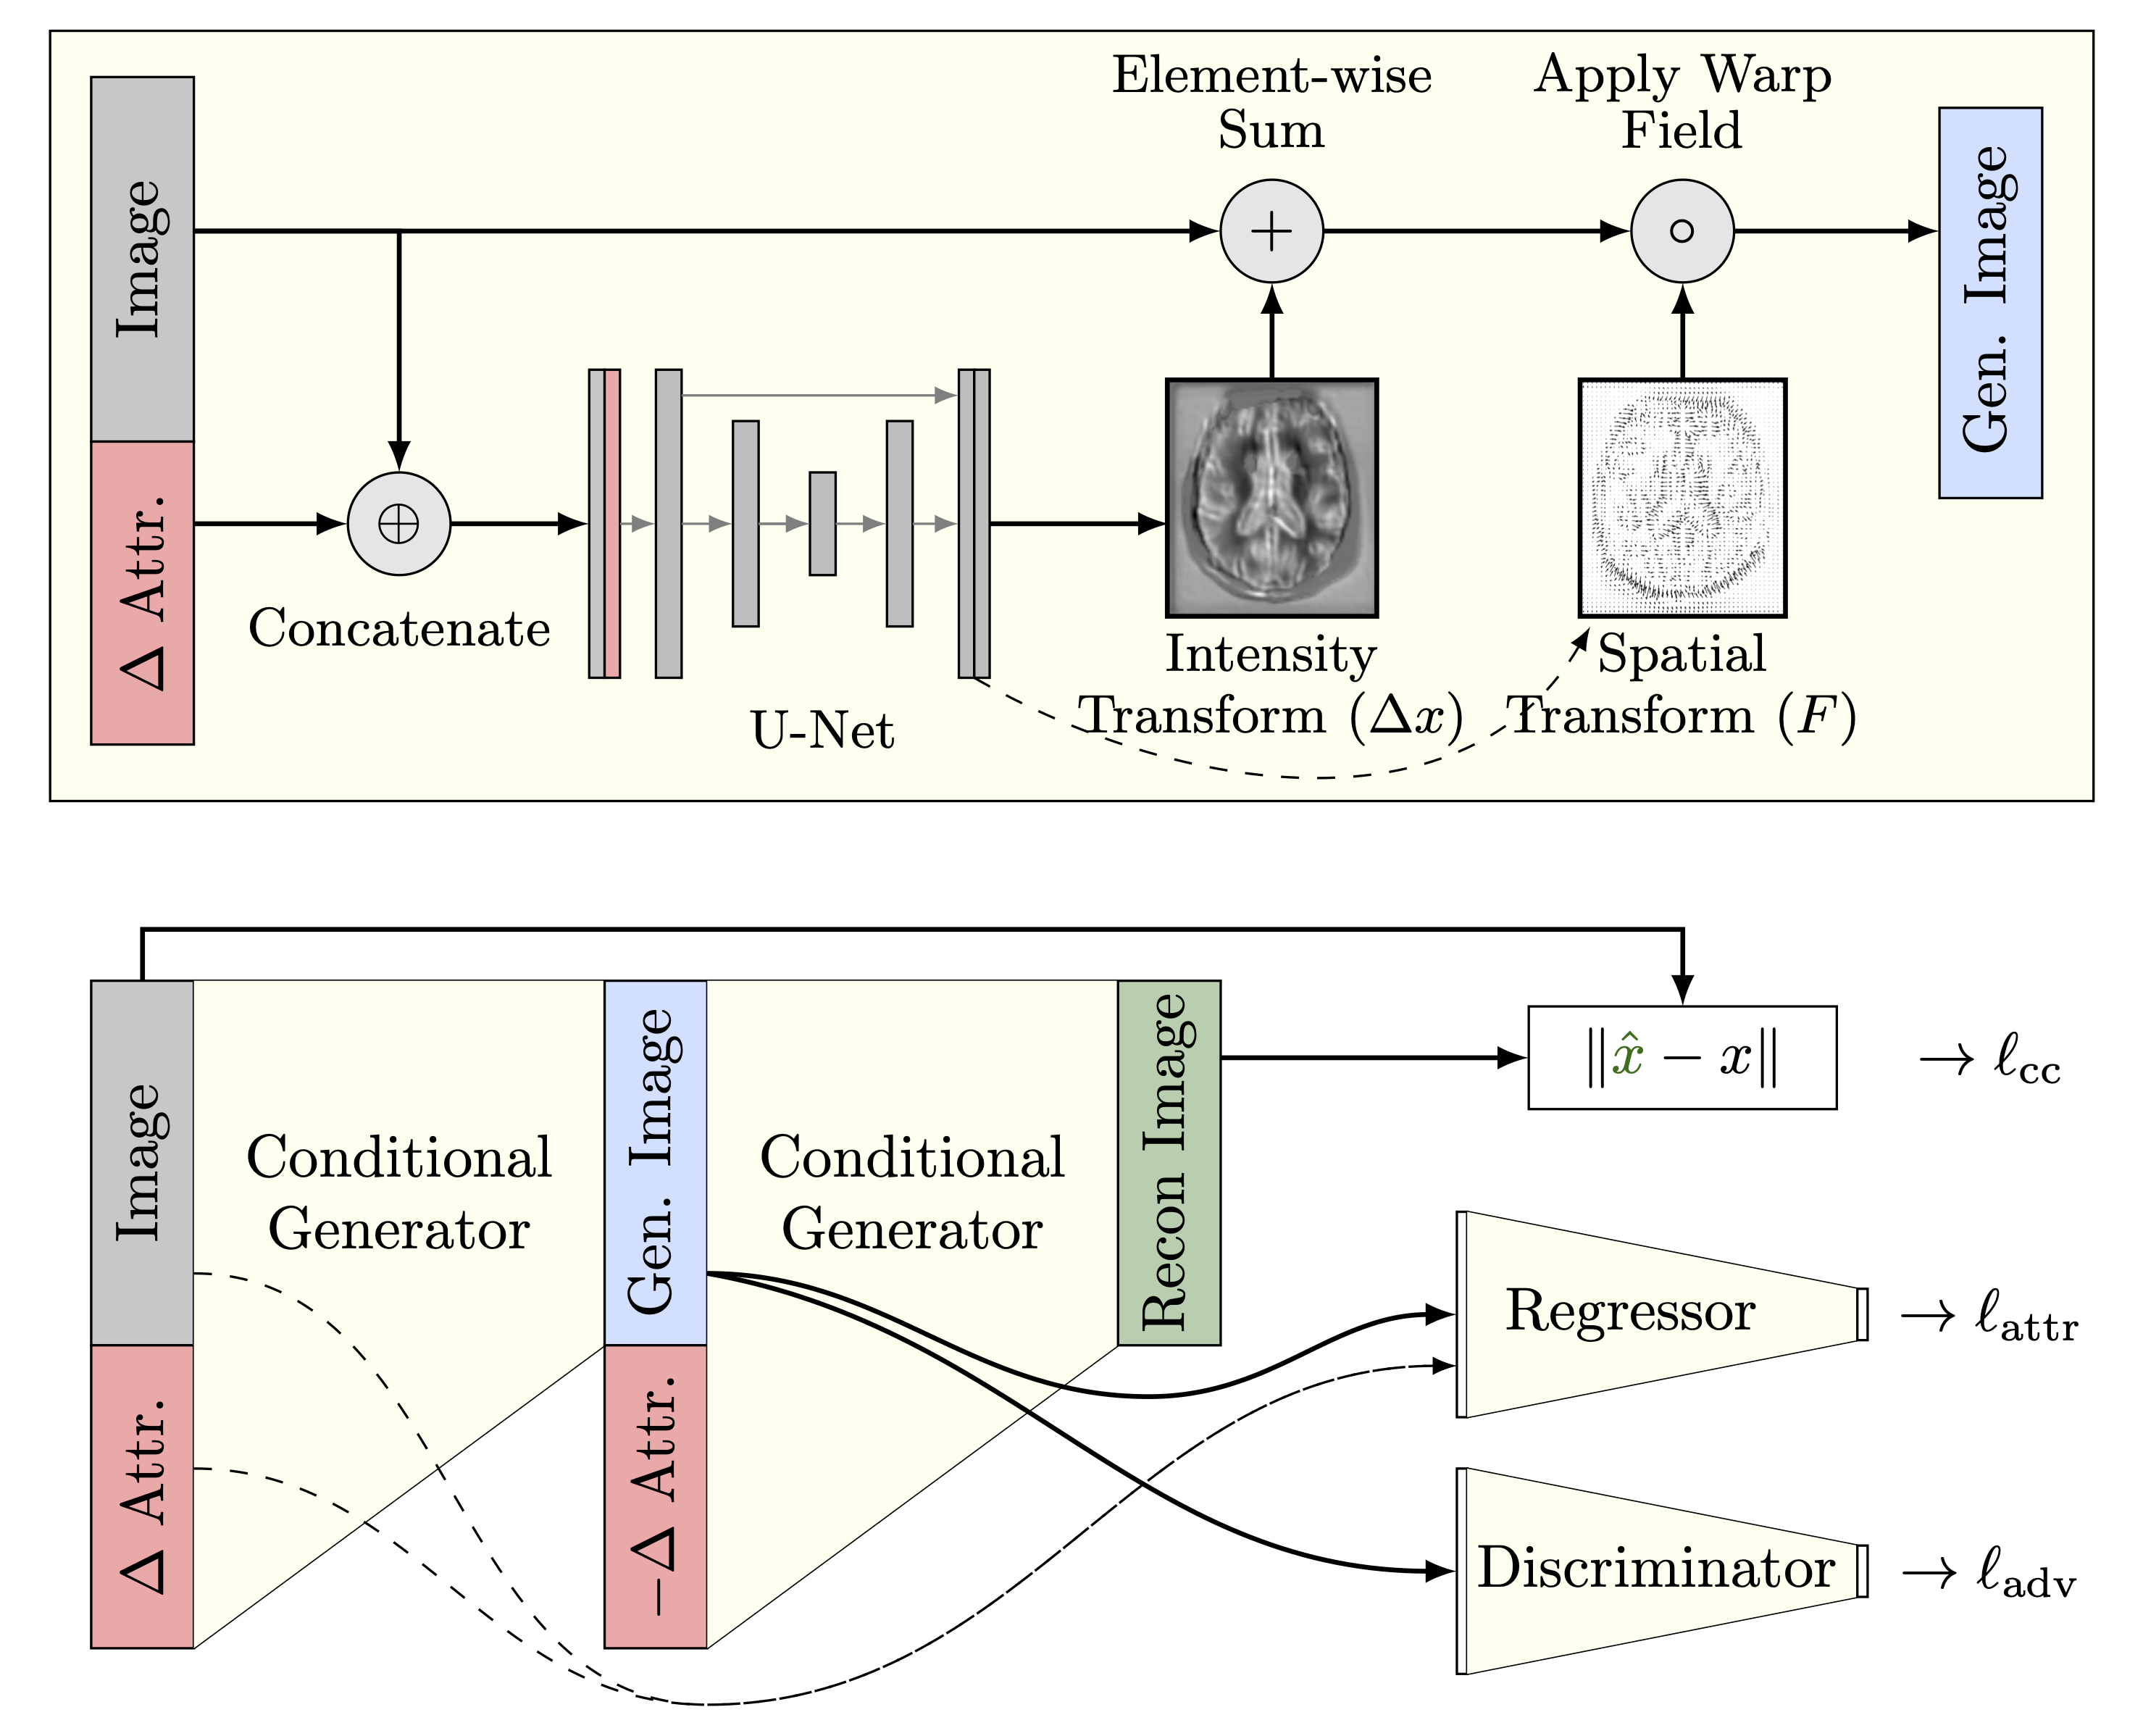 Element-wise
Sum
Apply Warp
Field
Image
Δ Attr.
+
∘
Gen. Image
⊕
Concatenate
U-Net
Intensity
Transform (Δx)
Spatial
Transform (F)
Image
Δ Attr.
Conditional
Generator
Gen. Image
−Δ Attr.
Conditional
Generator
Recon Image
‖x̂ − x‖
→ ℓcc
Regressor
→ ℓattr
Discriminator
→ ℓadv